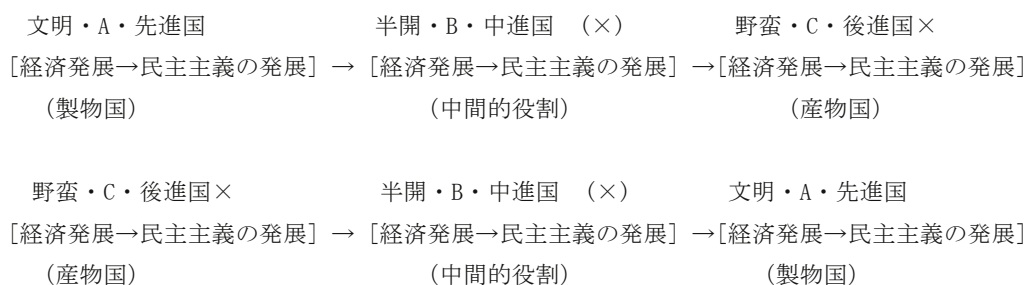 文明・A・先進国　　半開・B・中進国　(×)　　野蛮・C・後進国×
[経済発展→民主主義の発展] → [経済発展→民主主義の発展] →[経済発展→民主主義の発展]
(製物国)　　(中間的役割)　　(産物国)
野蛮・C・後進国×　　半開・B・中進国　(×)　　文明・A・先進国
[経済発展→民主主義の発展] → [経済発展→民主主義の発展] →[経済発展→民主主義の発展]
(産物国)　　(中間的役割)　　(製物国)